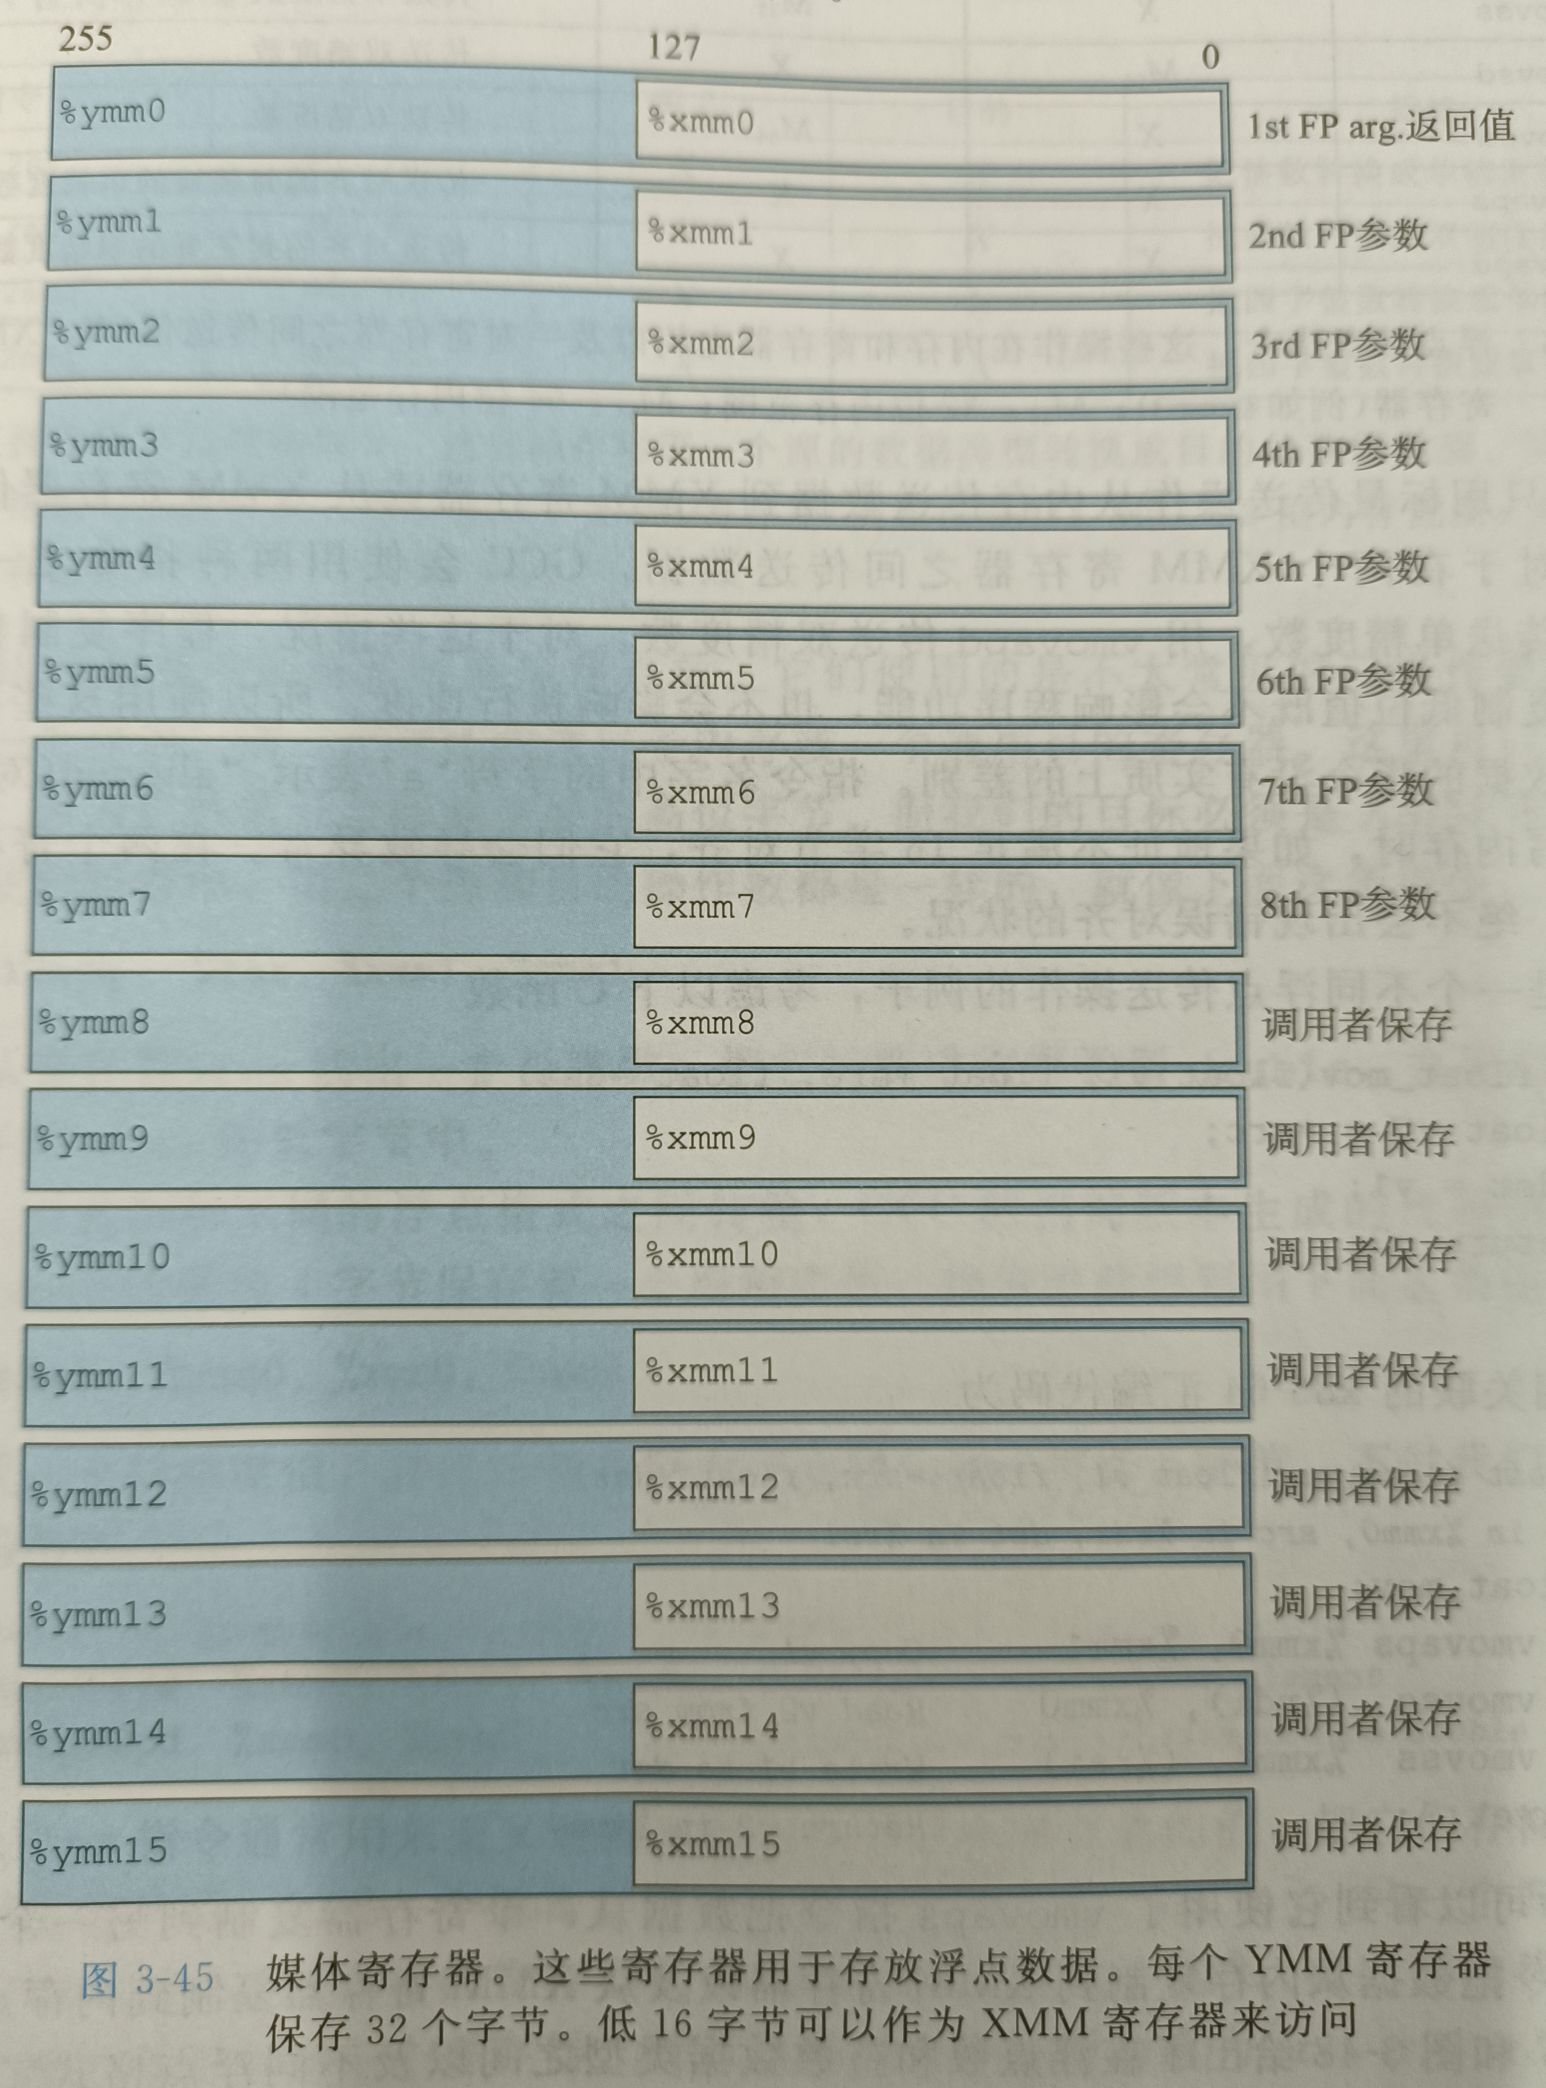 255 127 0
%ymm0 %xmm0 1st FP arg.返回值
%ymm1 %xmm1 2nd FP参数
%ymm2 %xmm2 3rd FP参数
%ymm3 %xmm3 4th FP参数
%ymm4 %xmm4 5th FP参数
%ymm5 %xmm5 6th FP参数
%ymm6 %xmm6 7th FP参数
%ymm7 %xmm7 8th FP参数
%ymm8 %xmm8 调用者保存
%ymm9 %xmm9 调用者保存
%ymm10 %xmm10 调用者保存
%ymm11 %xmm11 调用者保存
%ymm12 %xmm12 调用者保存
%ymm13 %xmm13 调用者保存
%ymm14 %xmm14 调用者保存
%ymm15 %xmm15 调用者保存
图 3-45 媒体寄存器。这些寄存器用于存放浮点数据。每个 YMM 寄存器
保存 32 个字节。低 16 字节可以作为 XMM 寄存器来访问